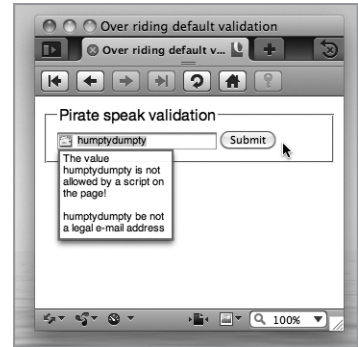 Over riding default validation
Over riding default v...
Pirate speak validation
humptydumpty
Submit
The value
humptydumpty is not
allowed by a script on
the page!
humptydumpty be not
a legal e-mail address
100%